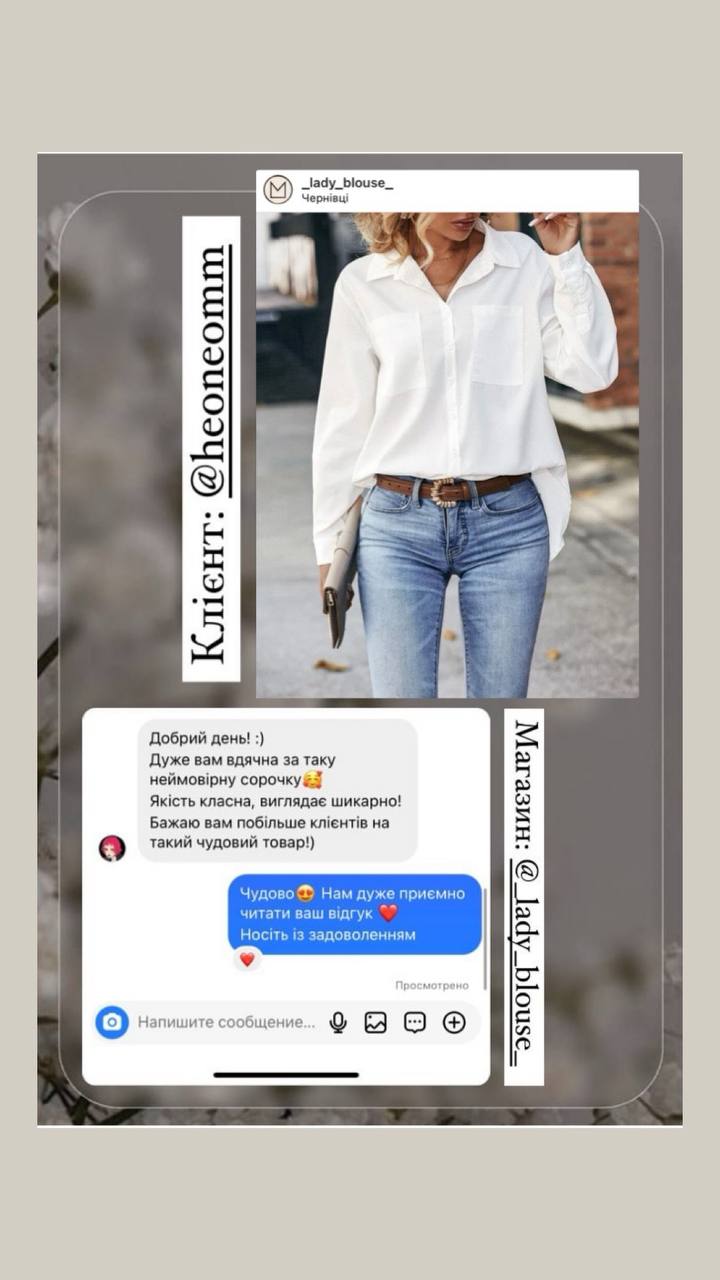 _lady_blouse_
Чернівці
Клієнт: @heoneomm
Добрий день! :)
Дуже вам вдячна за таку
неймовірну сорочку🥰
Якість класна, виглядає шикарно!
Бажаю вам побільше клієнтів на
такий чудовий товар!)
Чудово😍 Нам дуже приємно
читати ваш відгук ❤️
Носіть із задоволенням
❤️
Просмотрено
Напишите сообщение...
Магазин: @_lady_blouse_